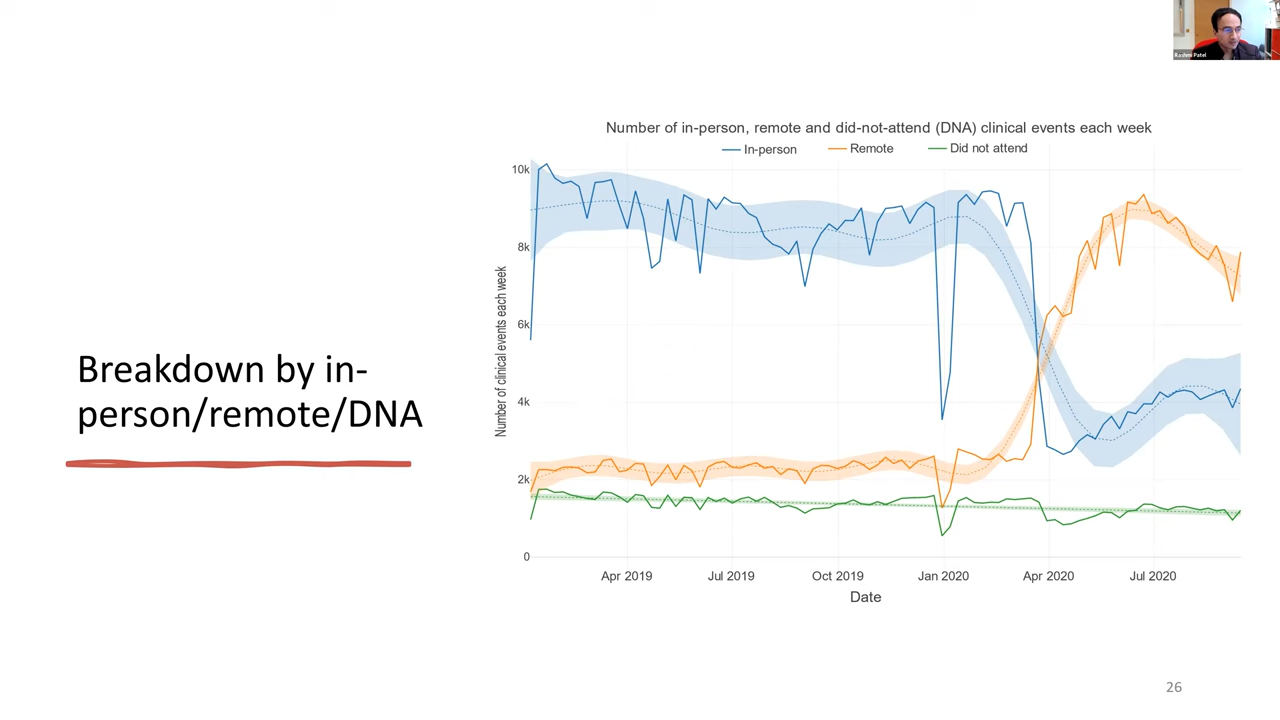 Rashmi Patel
Number of in-person, remote and did-not-attend (DNA) clinical events each week
In-person
Remote
Did not attend
Number of clinical events each week
10k
8k
6k
4k
2k
0
Apr 2019
Jul 2019
Oct 2019
Jan 2020
Apr 2020
Jul 2020
Date
Breakdown by in-
person/remote/DNA
26